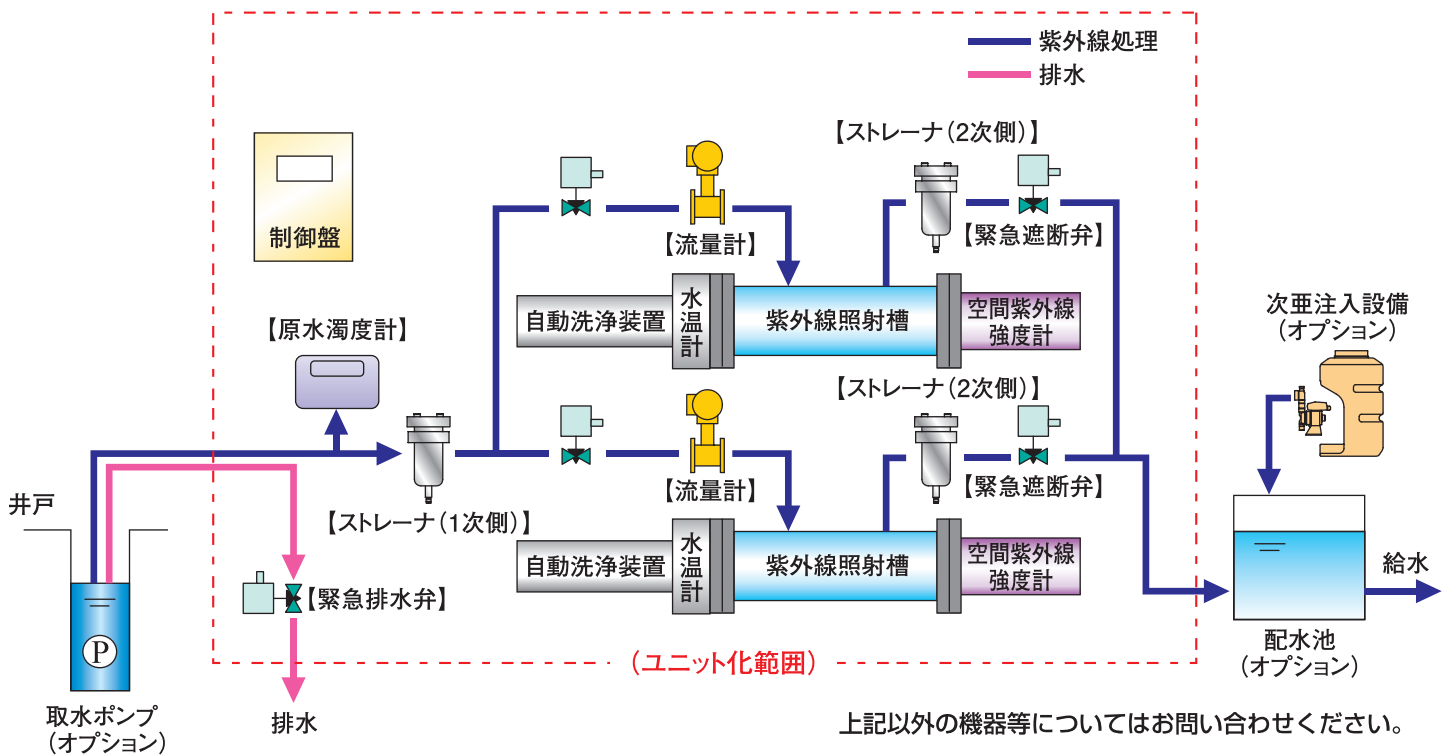 紫外線処理
排水
制御盤
【ストレーナ(2次側)】
【流量計】
【緊急遮断弁】
自動洗浄装置
水温計
紫外線照射槽
空間紫外線
強度計
【原水濁度計】
【ストレーナ(2次側)】
【流量計】
【緊急遮断弁】
【ストレーナ(1次側)】
自動洗浄装置
水温計
紫外線照射槽
空間紫外線
強度計
次亜注入設備
(オプション)
井戸
P
【緊急排水弁】
給水
配水池
(オプション)
(ユニット化範囲)
取水ポンプ
(オプション)
排水
上記以外の機器等についてはお問い合わせください。